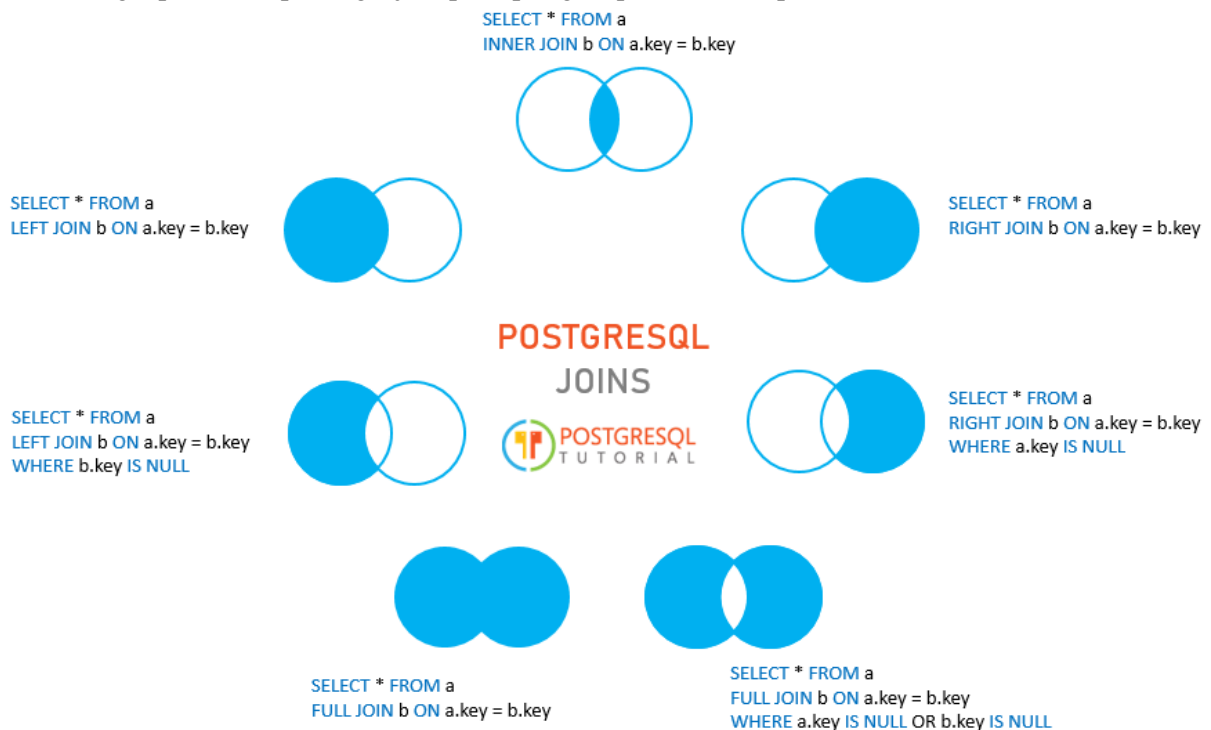 SELECT * FROM a
INNER JOIN b ON a.key = b.key
SELECT * FROM a
LEFT JOIN b ON a.key = b.key
SELECT * FROM a
RIGHT JOIN b ON a.key = b.key
POSTGRESQL
JOINS
POSTGRESQL
TUTORIAL
SELECT * FROM a
LEFT JOIN b ON a.key = b.key
WHERE b.key IS NULL
SELECT * FROM a
RIGHT JOIN b ON a.key = b.key
WHERE a.key IS NULL
SELECT * FROM a
FULL JOIN b ON a.key = b.key
SELECT * FROM a
FULL JOIN b ON a.key = b.key
WHERE a.key IS NULL OR b.key IS NULL